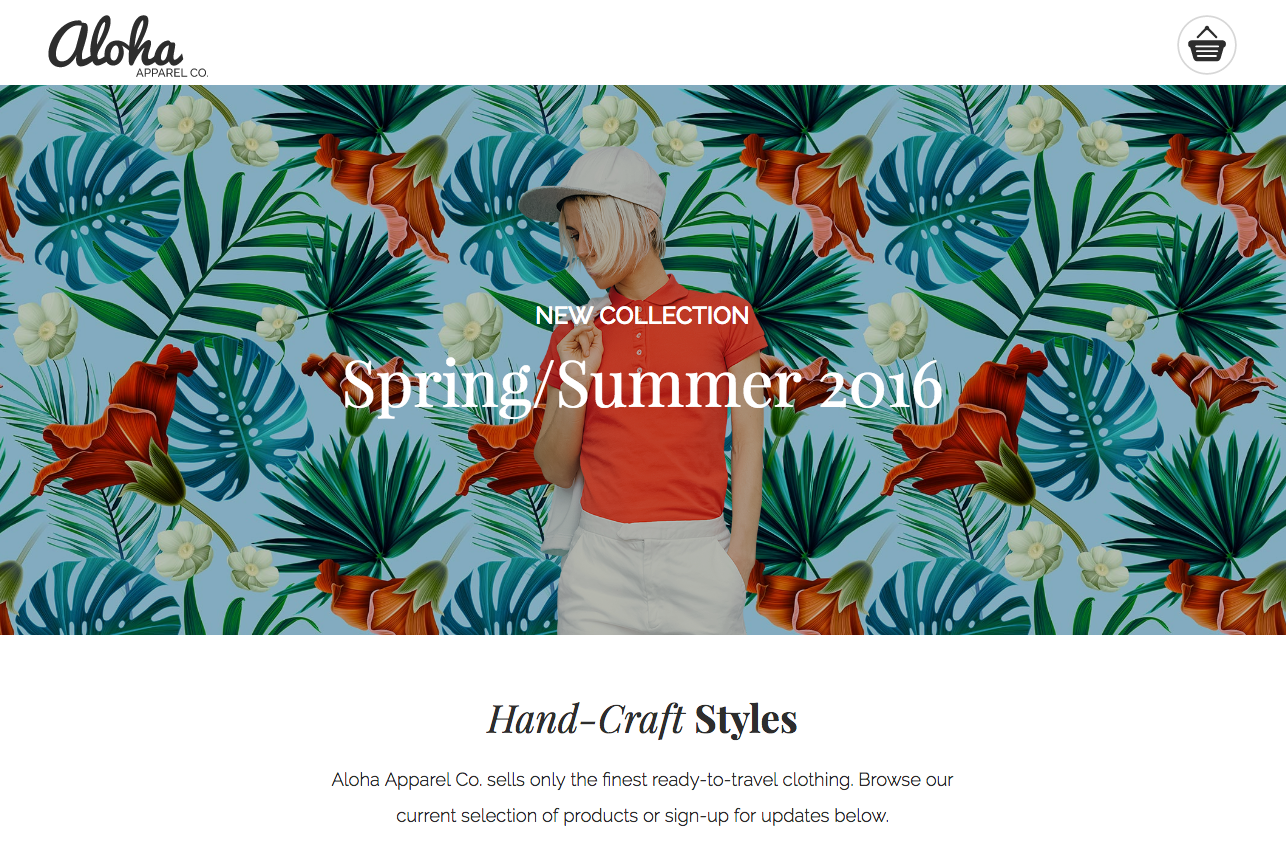 Aloha
APPAREL CO.
NEW COLLECTION
Spring/Summer 2016
Hand-Craft Styles
Aloha Apparel Co. sells only the finest ready-to-travel clothing. Browse our
current selection of products or sign-up for updates below.